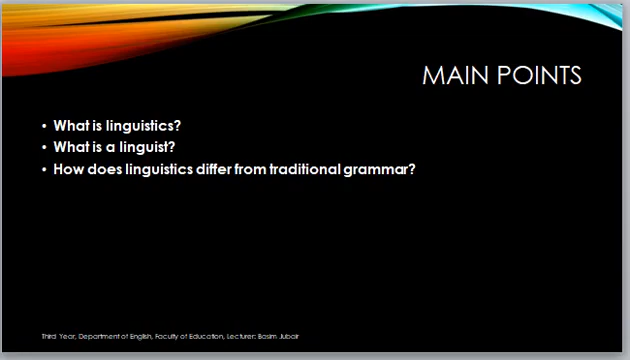 MAIN POINTS
• What is linguistics?
• What is a linguist?
• How does linguistics differ from traditional grammar?
Third Year, Department of English, Faculty of Education, Lecturer: Basim Jubair